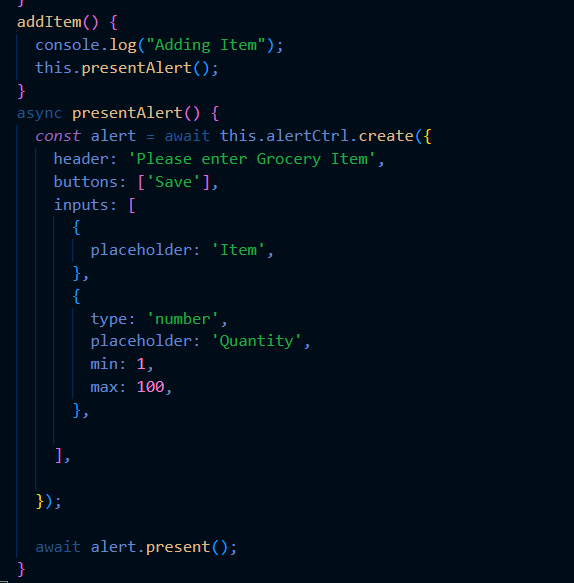 }
addItem() {
console.log("Adding Item");
this.presentAlert();
}
async presentAlert() {
const alert = await this.alertCtrl.create({
header: 'Please enter Grocery Item',
buttons: ['Save'],
inputs: [
{
placeholder: 'Item',
},
{
type: 'number',
placeholder: 'Quantity',
min: 1,
max: 100,
},
],
});
await alert.present();
}